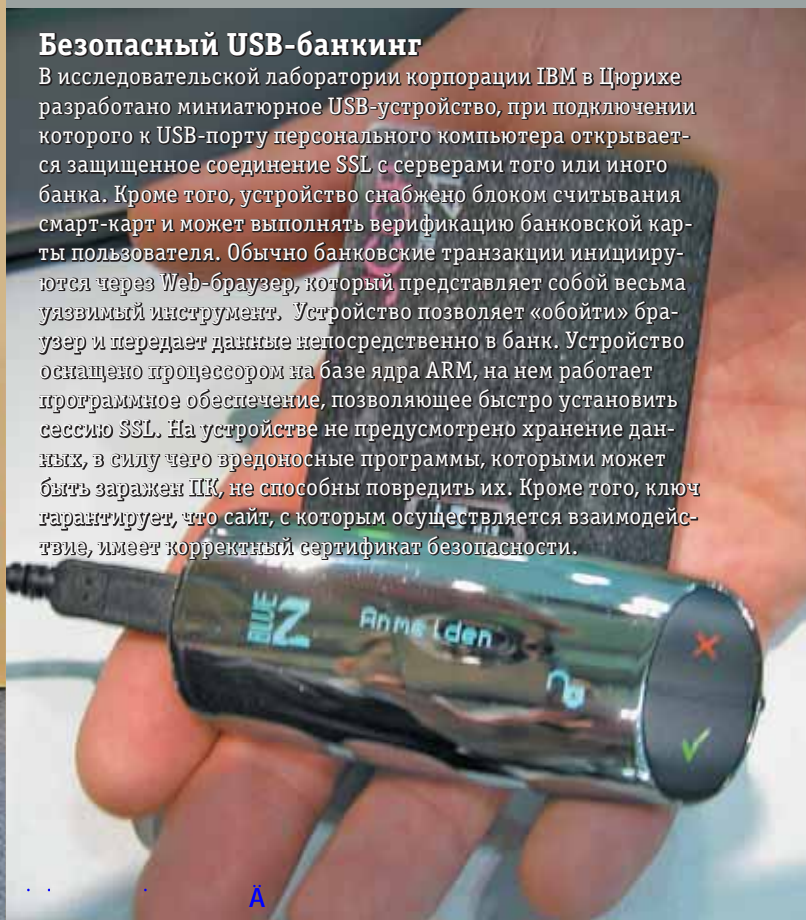 Безопасный USB-банкинг
В исследовательской лаборатории корпорации IBM в Цюрихе
разработано миниатюрное USB-устройство, при подключении
которого к USB-порту персонального компьютера открывает-
ся защищенное соединение SSL с серверами того или иного
банка. Кроме того, устройство снабжено блоком считывания
смарт-карт и может выполнять верификацию банковской кар-
ты пользователя. Обычно банковские транзакции иницииру-
ются через Web-браузер, который представляет собой весьма
уязвимый инструмент. Устройство позволяет «обойти» бра-
узер и передает данные непосредственно в банк. Устройство
оснащено процессором на базе ядра ARM, на нем работает
программное обеспечение, позволяющее быстро установить
сессию SSL. На устройстве не предусмотрено хранение дан-
ных, в силу чего вредоносные программы, которыми может
быть заражен ПК, не способны повредить их. Кроме того, ключ
гарантирует, что сайт, с которым осуществляется взаимодейс-
твие, имеет корректный сертификат безопасности.
BLUE Z
Anmelden
Ä